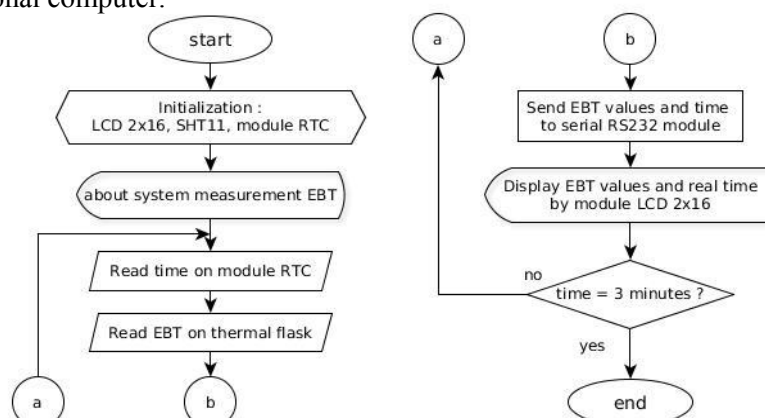 onal computer.
start
Initialization :
LCD 2x16, SHT11, module RTC
about system measurement EBT
Read time on module RTC
Read EBT on thermal flask
a
b
a
b
Send EBT values and time
to serial RS232 module
Display EBT values and real time
by module LCD 2x16
no
time = 3 minutes ?
yes
end